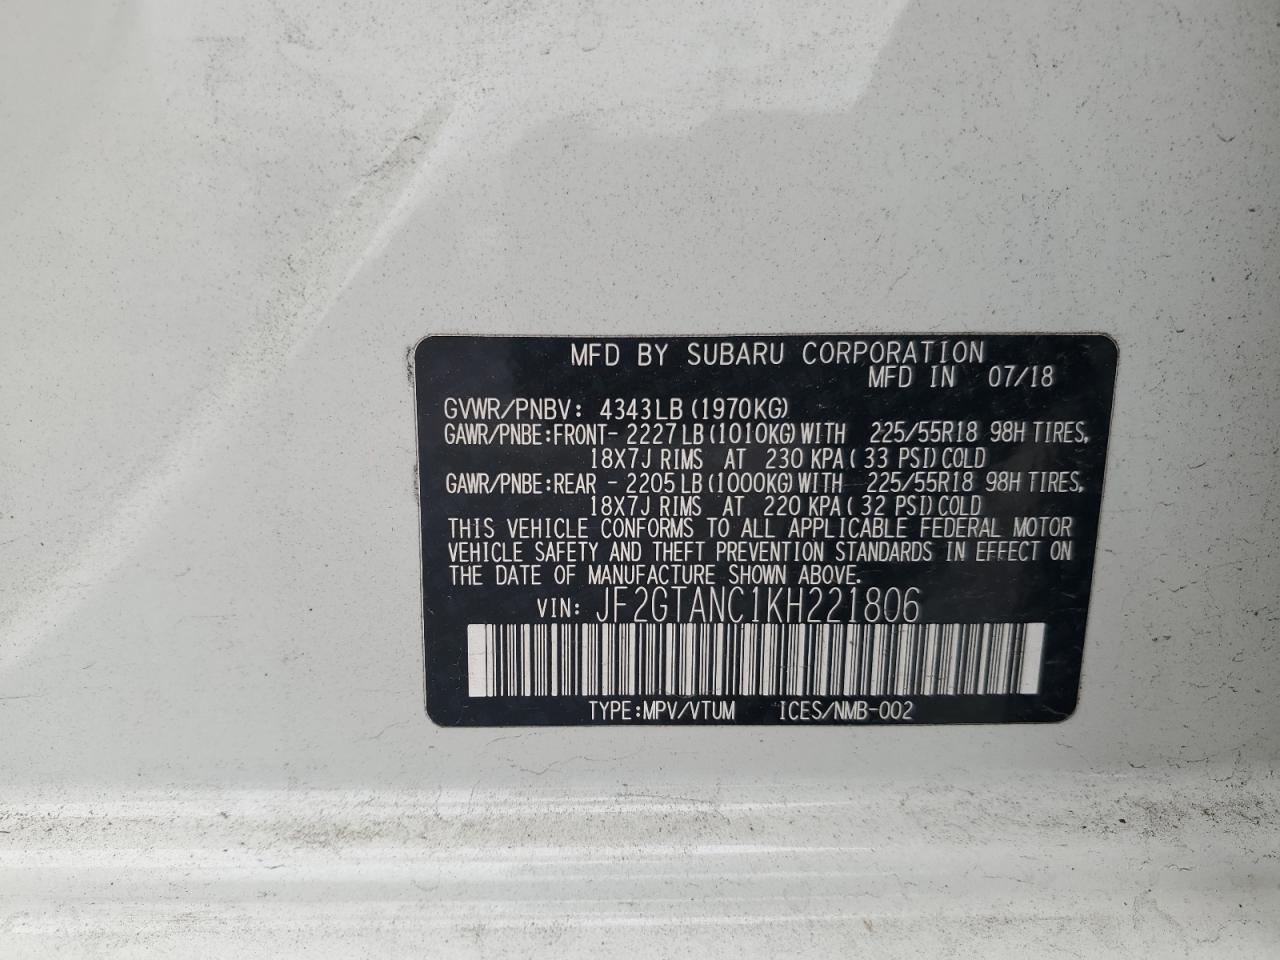 MFD BY SUBARU CORPORATION
MFD IN 07/18
GVWR/PNBV: 4343LB (1970KG)
GAWR/PNBE:FRONT- 2227LB (1010KG) WITH 225/55R18 98H TIRES,
18X7J RIMS AT 230 KPA( 33 PSI) COLD
GAWR/PNBE:REAR - 2205LB (1000KG) WITH 225/55R18 98H TIRES,
18X7J RIMS AT 220 KPA( 32 PSI) COLD
THIS VEHICLE CONFORMS TO ALL APPLICABLE FEDERAL MOTOR
VEHICLE SAFETY AND THEFT PREVENTION STANDARDS IN EFFECT ON
THE DATE OF MANUFACTURE SHOWN ABOVE.
VIN: JF2GTANC1KH221806
TYPE:MPV/VTUM ICES/NMB-002